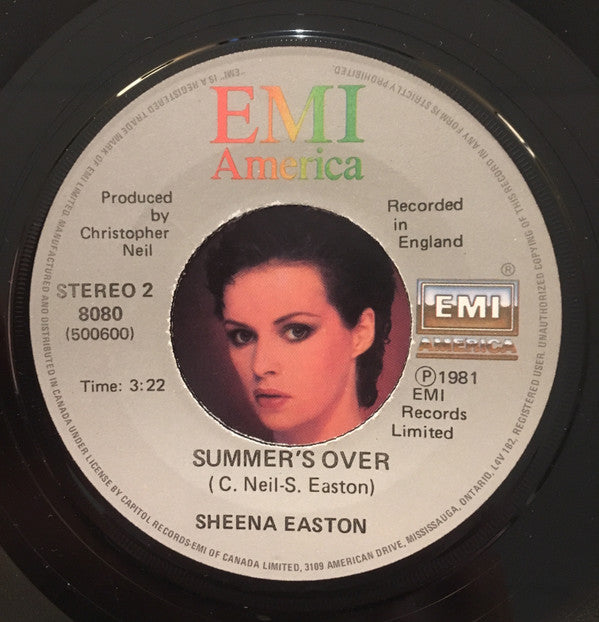 EMI
America
Produced
by
Christopher
Neil
Recorded
in
England
STEREO 2
8080
(500600)
Time: 3:22
®
EMI
AMERICA
Ⓟ1981
EMI
Records
Limited
SUMMER'S OVER
( C. Neil-S. Easton)
SHEENA EASTON
"EMI" IS A REGISTERED TRADE MARK OF EMI LIMITED. MANUFACTURED AND DISTRIBUTED IN CANADA UNDER LICENSE BY CAPITOL RECORDS-EMI OF CANADA LIMITED, 3109 AMERICAN DRIVE, MISSISSAUGA, ONTARIO, L4V 1B2, REGISTERED USER. UNAUTHORIZED COPYING OF THIS RECORD IN ANY FORM IS STRICTLY PROHIBITED.